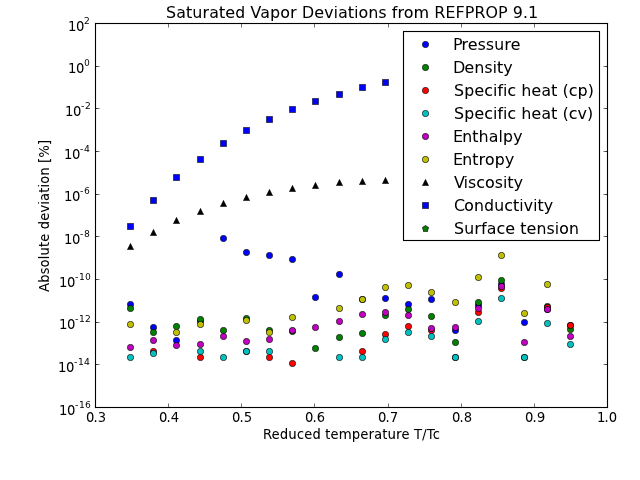 Saturated Vapor Deviations from REFPROP 9.1
10^2
10^0
10^-2
10^-4
10^-6
10^-8
10^-10
10^-12
10^-14
10^-16
Absolute deviation [%]
Pressure
Density
Specific heat (cp)
Specific heat (cv)
Enthalpy
Entropy
Viscosity
Conductivity
Surface tension
0.3 0.4 0.5 0.6 0.7 0.8 0.9 1.0
Reduced temperature T/Tc